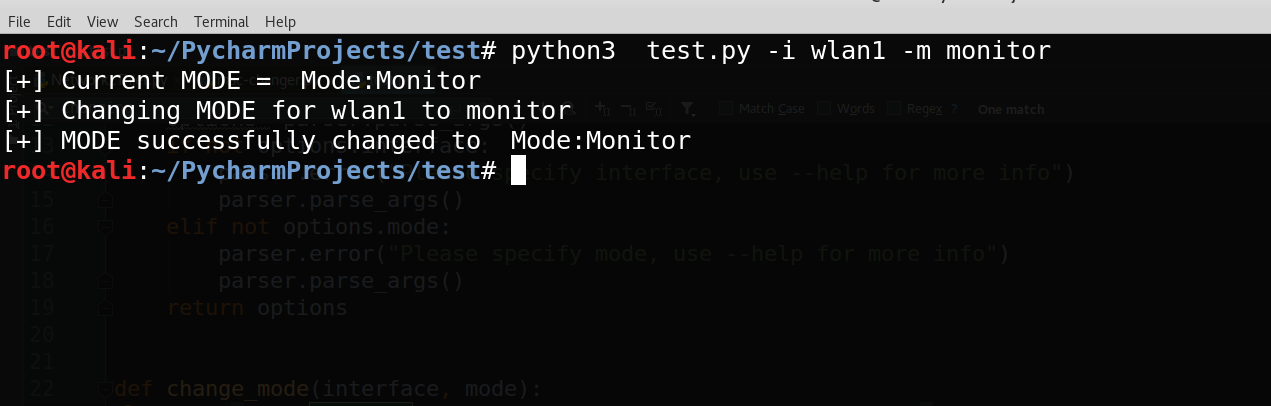 File Edit View Search Terminal Help
root@kali:~/PycharmProjects/test# python3  test.py -i wlan1 -m monitor
[+] Current MODE =  Mode:Monitor
[+] Changing MODE for wlan1 to monitor
Match Case Words Regex ? One match
[+] MODE successfully changed to  Mode:Monitor
root@kali:~/PycharmProjects/test#
specify interface, use --help for more info")
15 parser.parse_args()
16 elif not options.mode:
17 parser.error("Please specify mode, use --help for more info")
18 parser.parse_args()
19 return options
20
21
22 def change_mode(interface, mode):